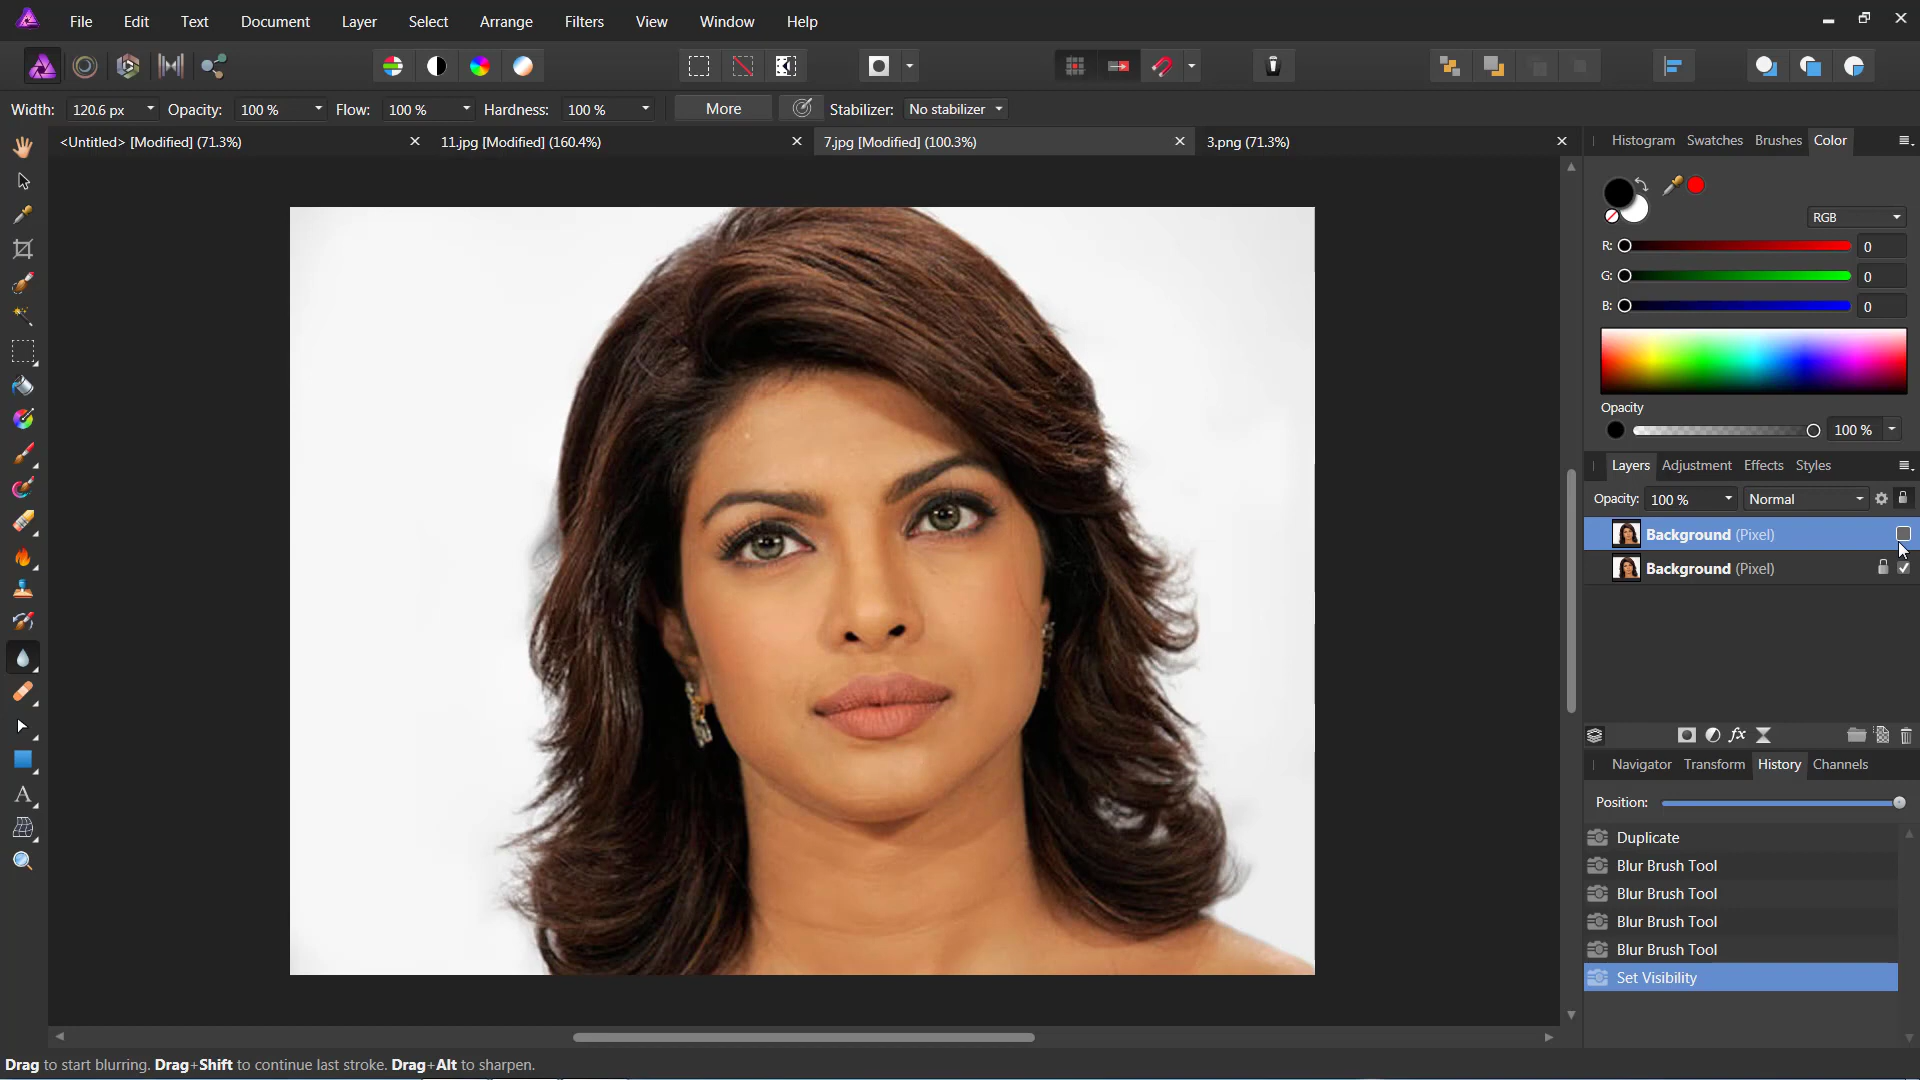 File Edit Text Document Layer Select Arrange Filters View Window Help
Width: 120.6 px Opacity: 100 % Flow: 100 % Hardness: 100 % More Stabilizer: No stabilizer
<Untitled> [Modified] (71.3%) 11.jpg [Modified] (160.4%) 7.jpg [Modified] (100.3%) 3.png (71.3%)
Histogram Swatches Brushes Color
RGB
R: 0
G: 0
B: 0
Opacity
100 %
Layers Adjustment Effects Styles
Opacity: 100 % Normal
Background (Pixel)
Background (Pixel)
fx
Navigator Transform History Channels
Position:
Duplicate
Blur Brush Tool
Blur Brush Tool
Blur Brush Tool
Blur Brush Tool
Set Visibility
Drag to start blurring. Drag+Shift to continue last stroke. Drag+Alt to sharpen.